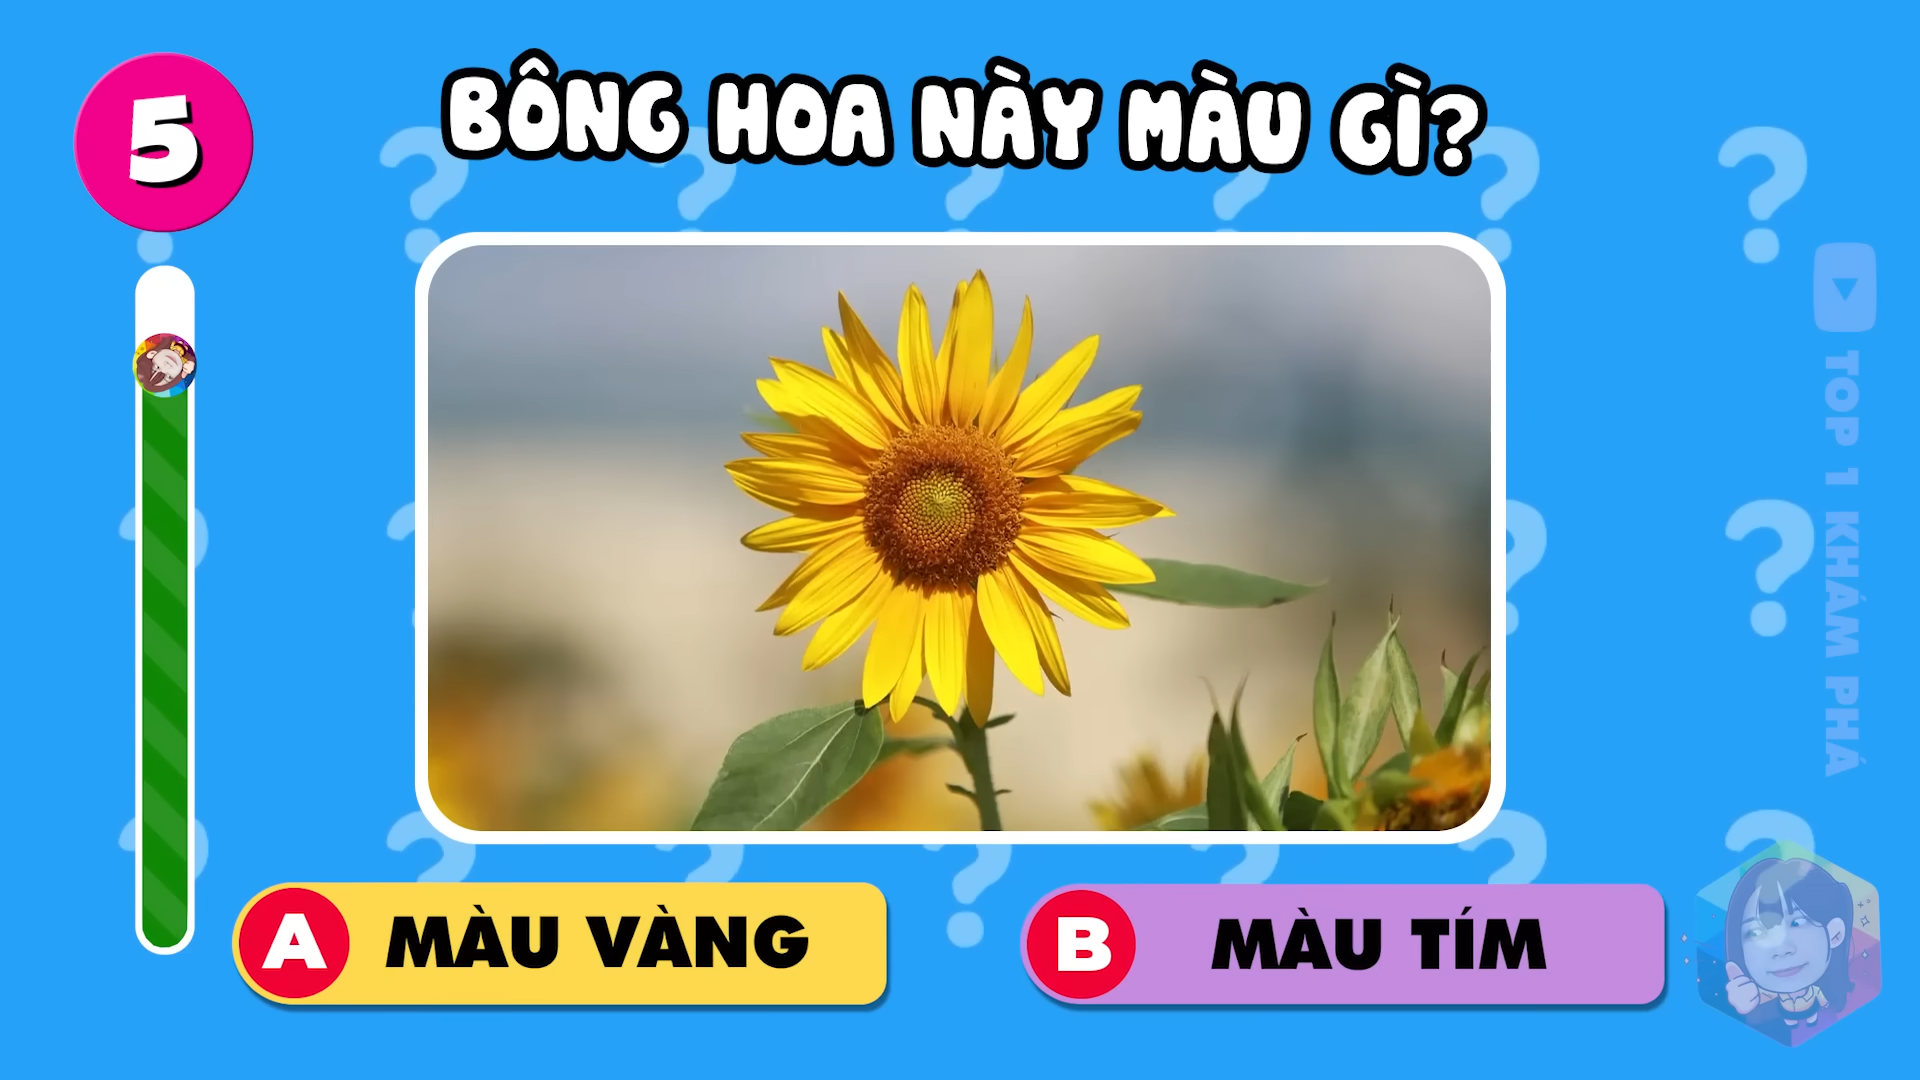 5
BÔNG HOA NÀY MÀU GÌ?
TOP 1 KHÁM PHÁ
A MÀU VÀNG
B MÀU TÍM